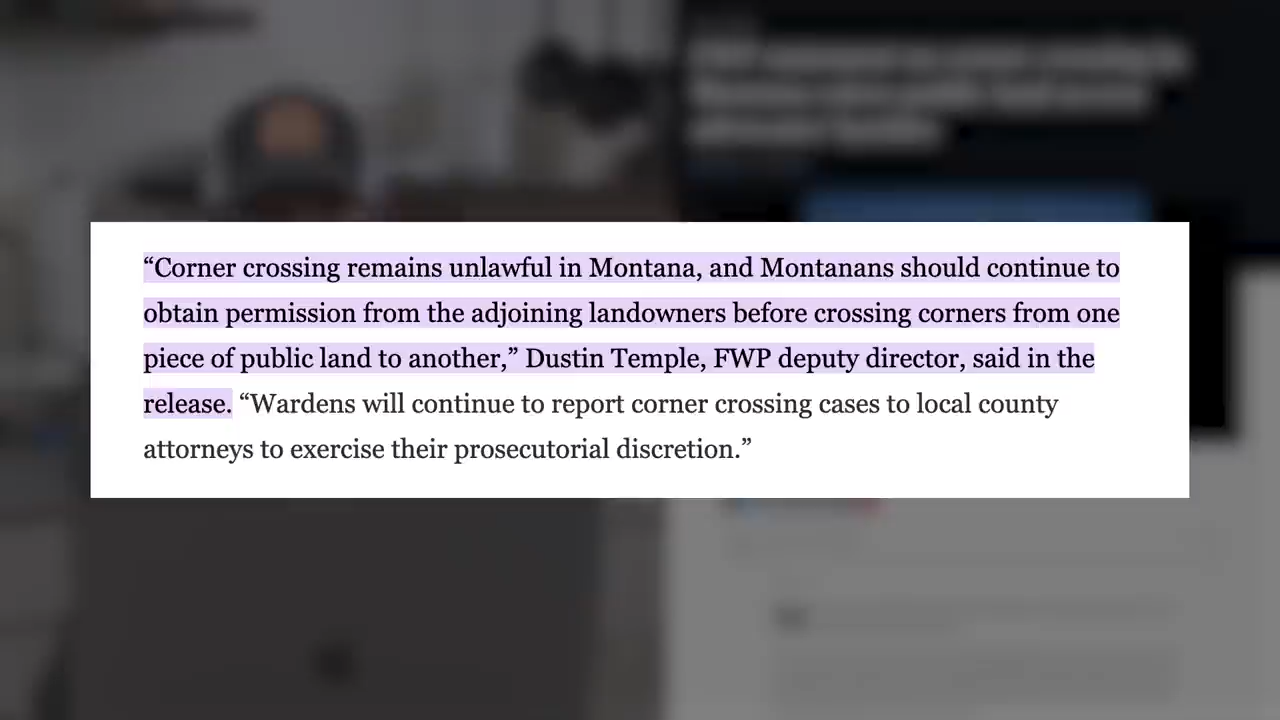 “Corner crossing remains unlawful in Montana, and Montanans should continue to
obtain permission from the adjoining landowners before crossing corners from one
piece of public land to another,” Dustin Temple, FWP deputy director, said in the
release. “Wardens will continue to report corner crossing cases to local county
attorneys to exercise their prosecutorial discretion.”